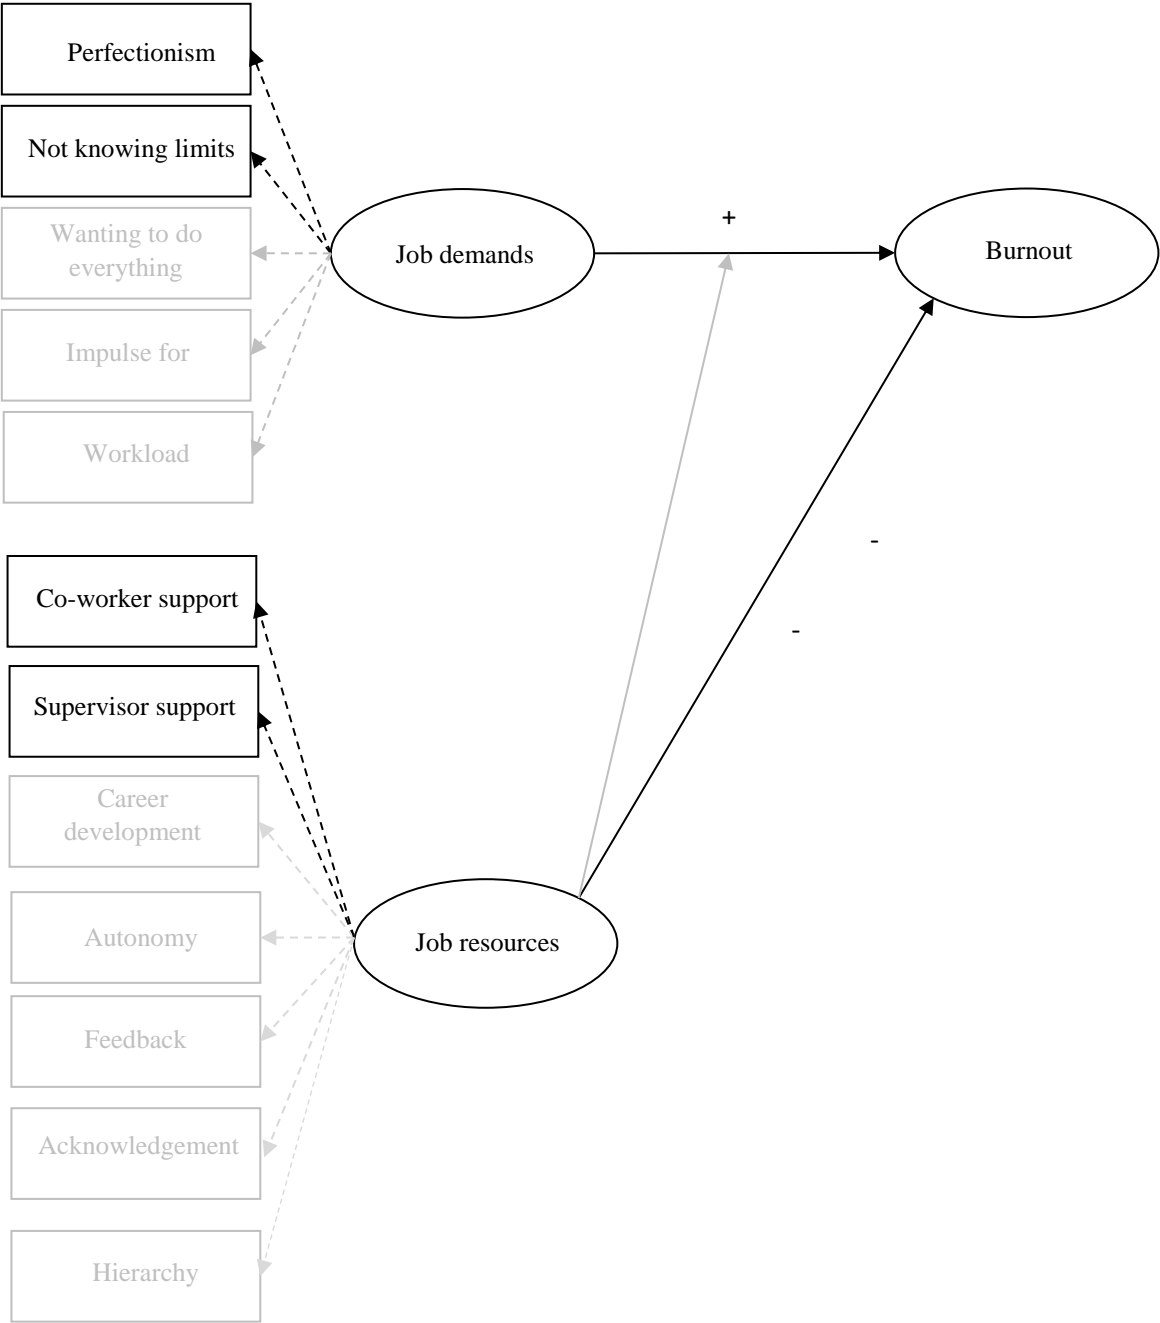 Perfectionism
Not knowing limits
Wanting to do
everything
Impulse for
Workload
Job demands
+
Burnout
-
-
Co-worker support
Supervisor support
Career
development
Autonomy
Feedback
Acknowledgement
Hierarchy
Job resources